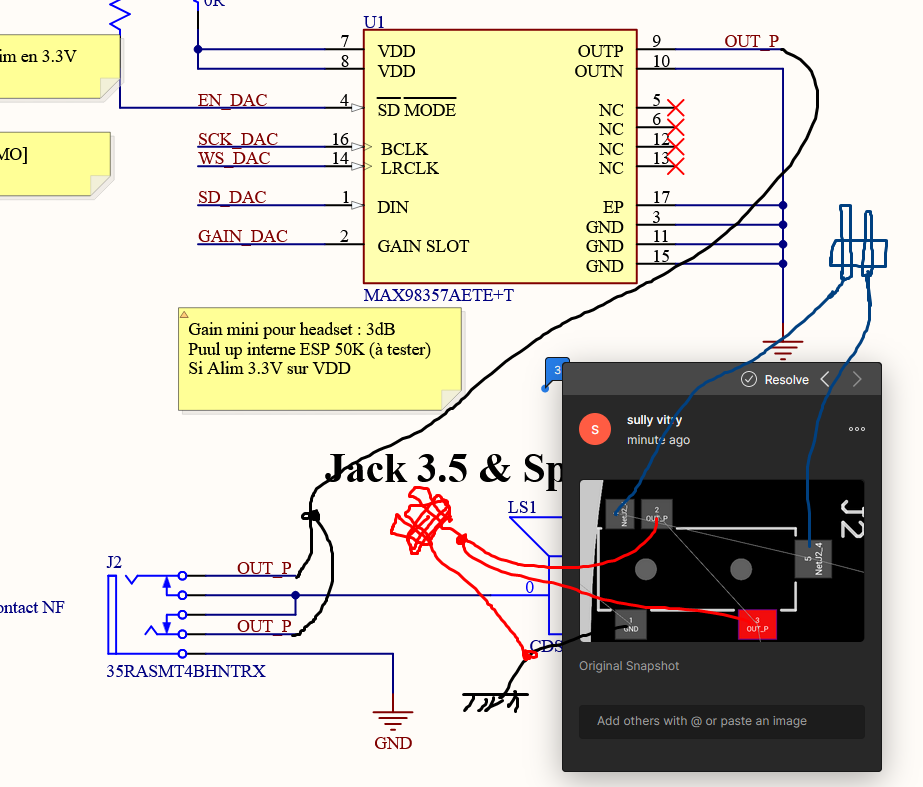 0R
U1
im en 3.3V
MO]
7 VDD
8 VDD
EN_DAC 4 SD MODE
SCK_DAC 16 BCLK
WS_DAC 14 LRCLK
SD_DAC 1 DIN
GAIN_DAC 2 GAIN SLOT
OUTP 9 OUT_P
OUTN 10
NC 5
NC 6
NC 12
NC 13
EP 17
GND 3
GND 11
GND 15
MAX98357AETE+T
Gain mini pour headset : 3dB
Puul up interne ESP 50K (à tester)
Si Alim 3.3V sur VDD
3
Resolve
S
sully vitry
minute ago
Jack 3.5 & Sp
LS1
0
CDS
J2
OUT_P
ontact NF
OUT_P
35RASMT4BHNTRX
GND
NetJ2_
2
OUT_P
J2
5
NetJ2_4
1
GND
3
OUT_P
Original Snapshot
Add others with @ or paste an image